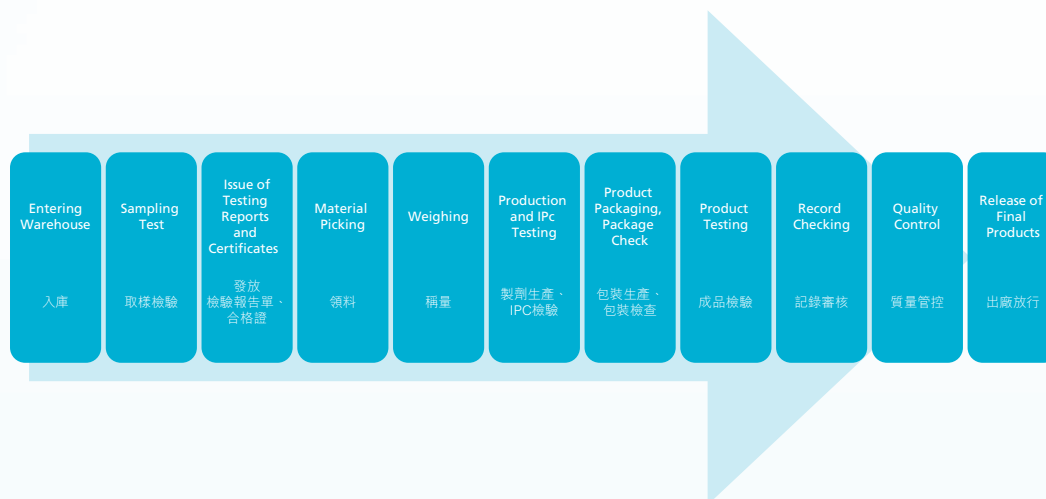 Entering
Warehouse
入庫
Sampling
Test
取樣檢驗
Issue of
Testing
Reports
and
Certificates
發放
檢驗報告單、
合格證
Material
Picking
領料
Weighing
稱量
Production
and IPc
Testing
製劑生產、
IPC檢驗
Product
Packaging,
Package
Check
包裝生產、
包裝檢查
Product
Testing
成品檢驗
Record
Checking
記錄審核
Quality
Control
質量管控
Release of
Final
Products
出廠放行